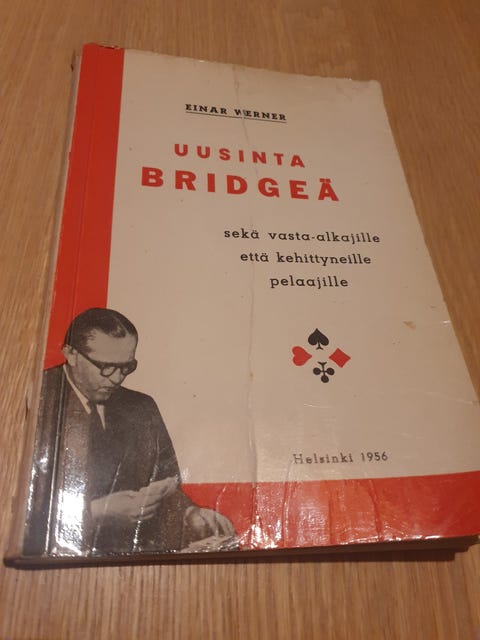 EINAR WERNER
UUSINTA
BRIDGEÄ
sekä vasta-alkajille
että kehittyneille
pelaajille
Helsinki 1956